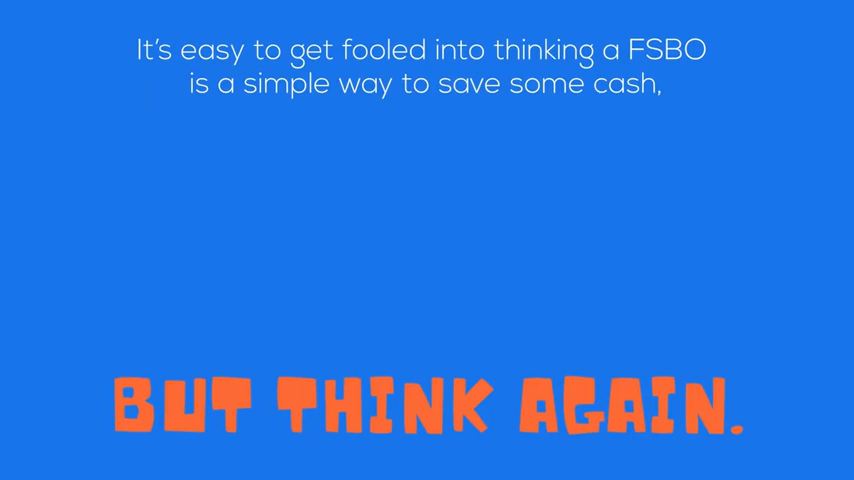 It's easy to get fooled into thinking a FSBO
is a simple way to save some cash,
BUT THINK AGAIN.